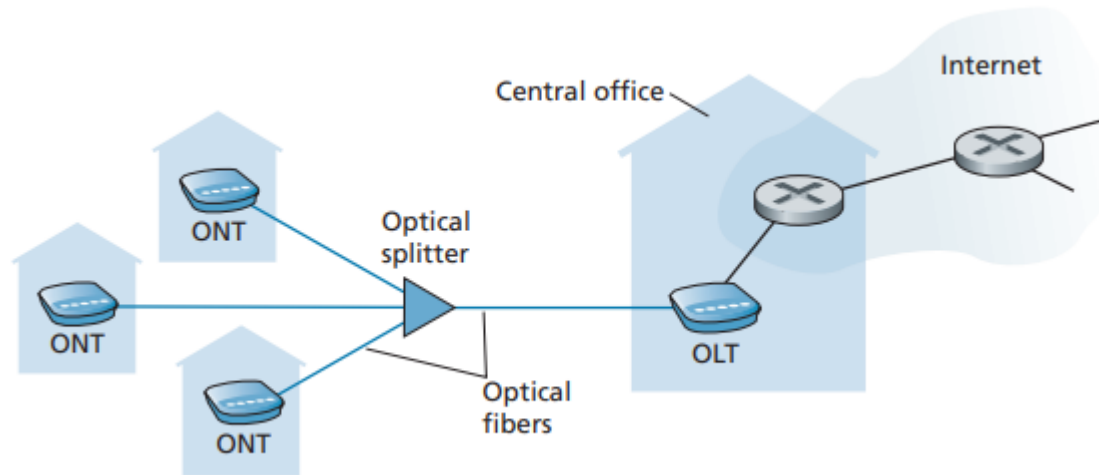 Internet
Central office
ONT
Optical
splitter
ONT
OLT
ONT
Optical
fibers